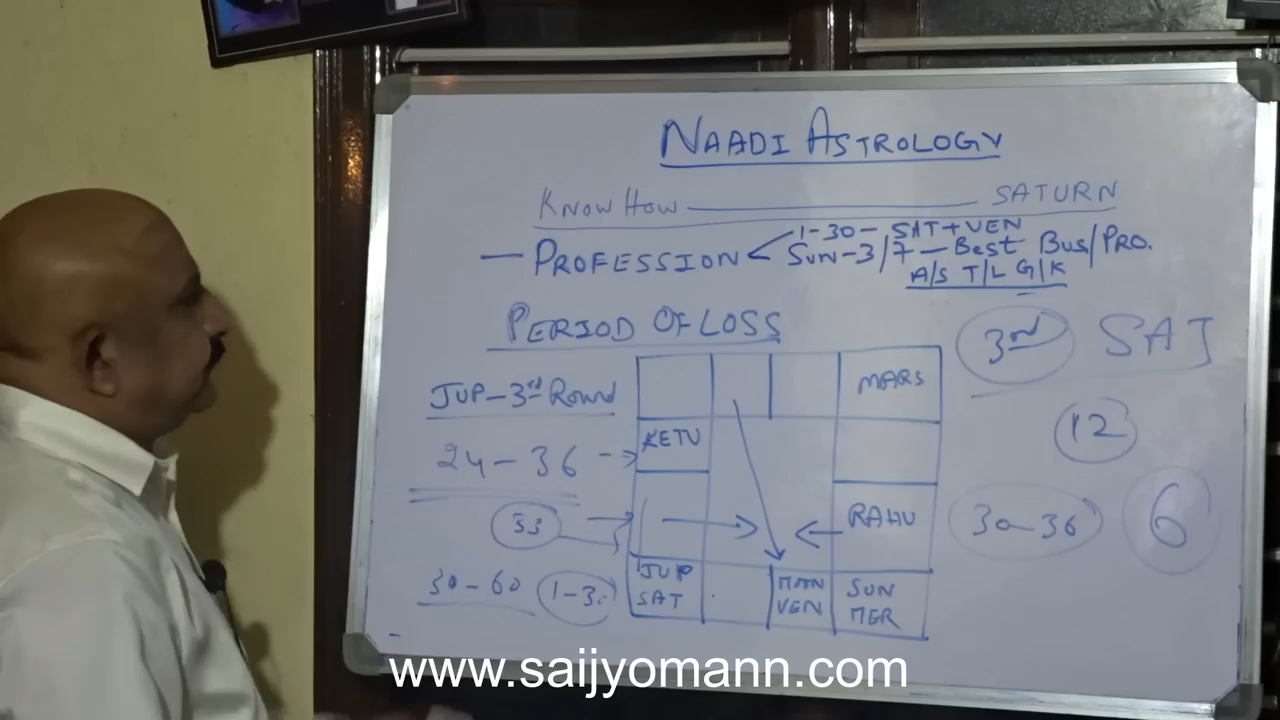 NAADI ASTROLOGY
KNOW HOW ——— SATURN
— PROFESSION < 1-30- SAT+VEN
SUN-3/7-Best Bus/PRO.
A/S T/L G/K
PERIOD OF LOSS
3rd SAT
JUP-3rd Round
MARS
12
KETU
24-36
33
RAHU
30-36
6
30-60
JUP
SAT
VEN
SUN
MER
www.saijyomann.com